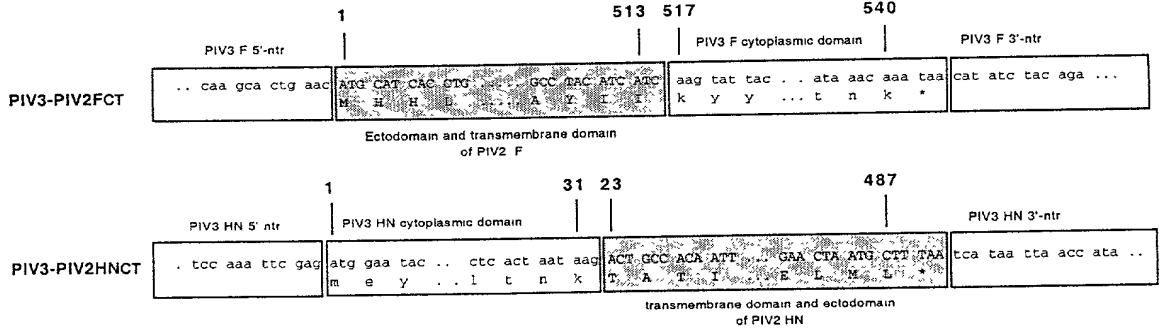 1 513 517 540
PIV3 F 5'-ntr PIV3 F cytoplasmic domain PIV3 F 3'-ntr
PIV3-PIV2FCT
.. caa gca ctg aac ATG CAT CAC CTG ..... GCC TAC ATC ATC aag tat tac ... ata aac aaa taa cat atc tac aga ...
M H H L ..... A Y I I k y y ... t n k *
Ectodomain and transmembrane domain
of PIV2 F
1 31 23 487
PIV3 HN 5' ntr PIV3 HN cytoplasmic domain PIV3 HN 3'-ntr
PIV3-PIV2HNCT
. tcc aaa ttc gag atg gaa tac .. ctc act aat aag ACT GCC ACA ATT ... GAA CTA ATG CTT TAA tca taa tta acc ata ..
m e y .. l t n k T A T I ... E L M L *
transmembrane domain and ectodomain
of PIV2 HN